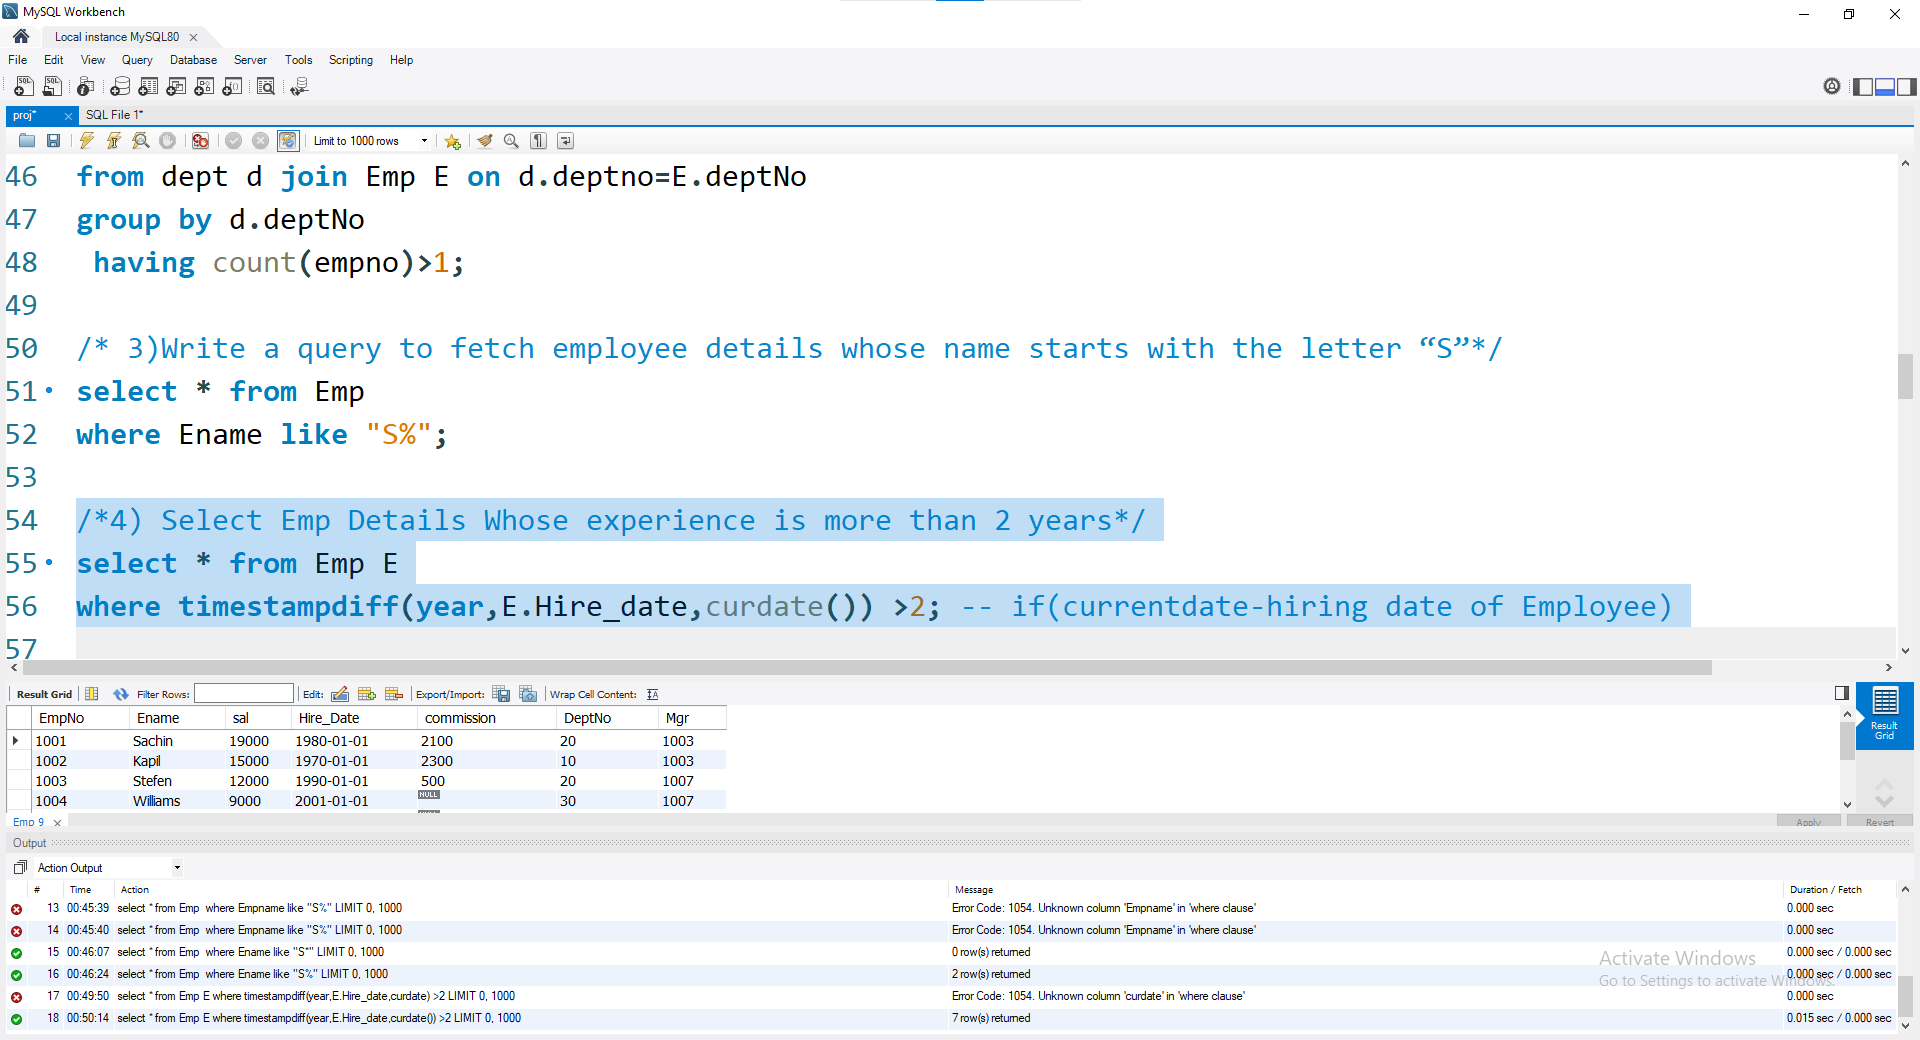 MySQL Workbench
Local instance MySQL80
File Edit View Query Database Server Tools Scripting Help
proj* SQL File 1*
Limit to 1000 rows
46 from dept d join Emp E on d.deptno=E.deptNo
47 group by d.deptNo
48 having count(empno)>1;
49
50 /* 3)Write a query to fetch employee details whose name starts with the letter “S”*/
51 select * from Emp
52 where Ename like "S%";
53
54 /*4) Select Emp Details Whose experience is more than 2 years*/
55 select * from Emp E
56 where timestampdiff(year,E.Hire_date,curdate()) >2; -- if(currentdate-hiring date of Employee)
57
Result Grid Filter Rows: Edit: Export/Import: Wrap Cell Content: IA
EmpNo Ename sal Hire_Date commission DeptNo Mgr
1001 Sachin 19000 1980-01-01 2100 20 1003
1002 Kapil 15000 1970-01-01 2300 10 1003
1003 Stefen 12000 1990-01-01 500 20 1007
1004 Williams 9000 2001-01-01 NULL 30 1007
Result
Grid
Emp 9 Apply Revert
Output
Action Output
# Time Action Message Duration / Fetch
13 00:45:39 select * from Emp where Empname like "S%" LIMIT 0, 1000 Error Code: 1054. Unknown column 'Empname' in 'where clause' 0.000 sec
14 00:45:40 select * from Emp where Empname like "S%" LIMIT 0, 1000 Error Code: 1054. Unknown column 'Empname' in 'where clause' 0.000 sec
15 00:46:07 select * from Emp where Ename like "S*" LIMIT 0, 1000 0 row(s) returned 0.000 sec / 0.000 sec
16 00:46:24 select * from Emp where Ename like "S%" LIMIT 0, 1000 2 row(s) returned 0.000 sec / 0.000 sec
17 00:49:50 select * from Emp E where timestampdiff(year,E.Hire_date,curdate) >2 LIMIT 0, 1000 Error Code: 1054. Unknown column 'curdate' in 'where clause' 0.000 sec
18 00:50:14 select * from Emp E where timestampdiff(year,E.Hire_date,curdate()) >2 LIMIT 0, 1000 7 row(s) returned 0.015 sec / 0.000 sec
Activate Windows
Go to Settings to activate Windows.